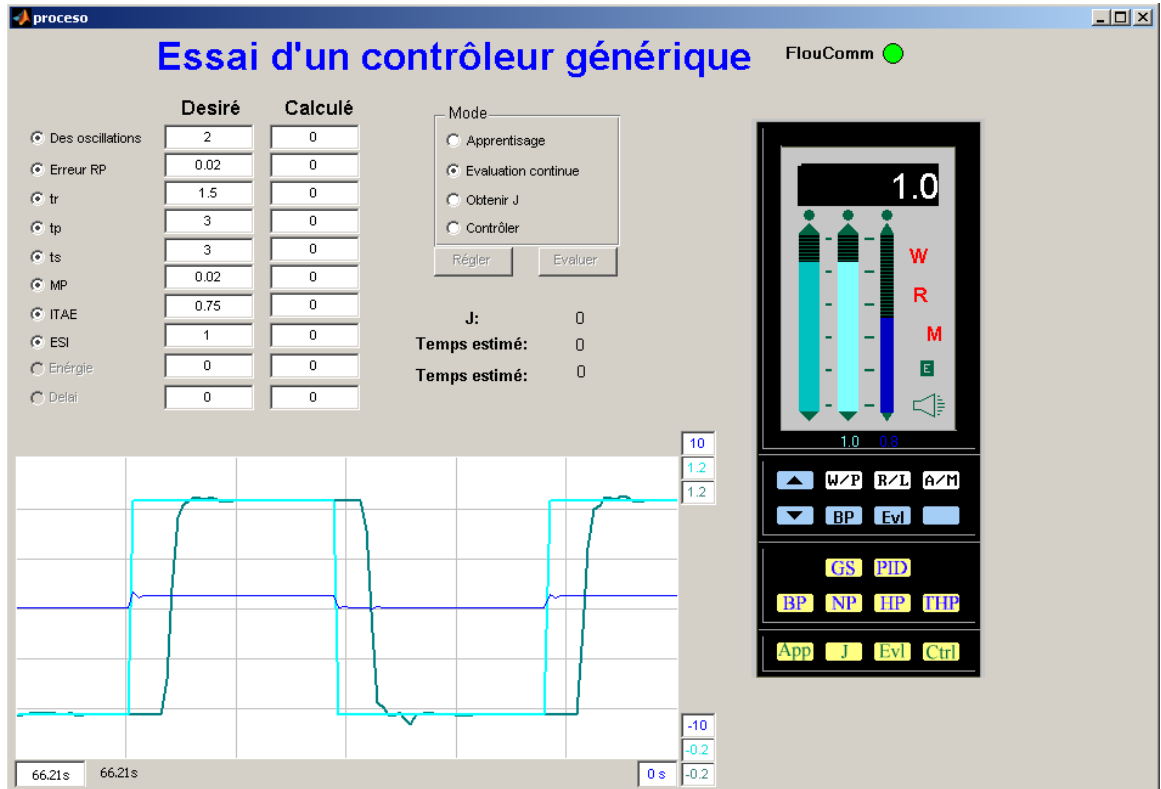 proceso
Essai d'un contrôleur générique
FlouComm
Desiré Calculé
Des oscillations 2 0
Erreur RP 0.02 0
tr 1.5 0
tp 3 0
ts 3 0
MP 0.02 0
ITAE 0.75 0
ESI 1 0
Enérgie 0 0
Delai 0 0
Mode
Apprentisage
Evaluation continue
Obtenir J
Contrôler
Régler Evaluer
J: 0
Temps estimé: 0
Temps estimé: 0
1.0
W
R
M
E
1.0 0.8
W/P R/L A/M
BP Evl
GS PID
BP NP HP THP
App J Evl Ctrl
10
1.2
1.2
-10
-0.2
-0.2
66.21s 66.21s 0 s